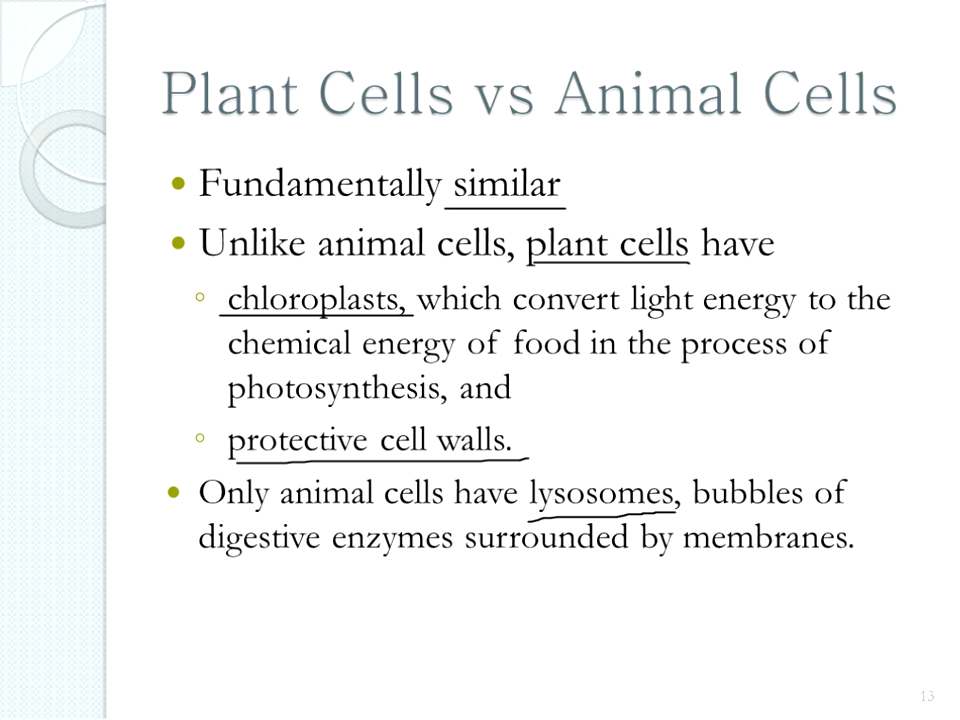 Plant Cells vs Animal Cells
Fundamentally similar
Unlike animal cells, plant cells have
chloroplasts, which convert light energy to the
chemical energy of food in the process of
photosynthesis, and
protective cell walls.
Only animal cells have lysosomes, bubbles of
digestive enzymes surrounded by membranes.
13